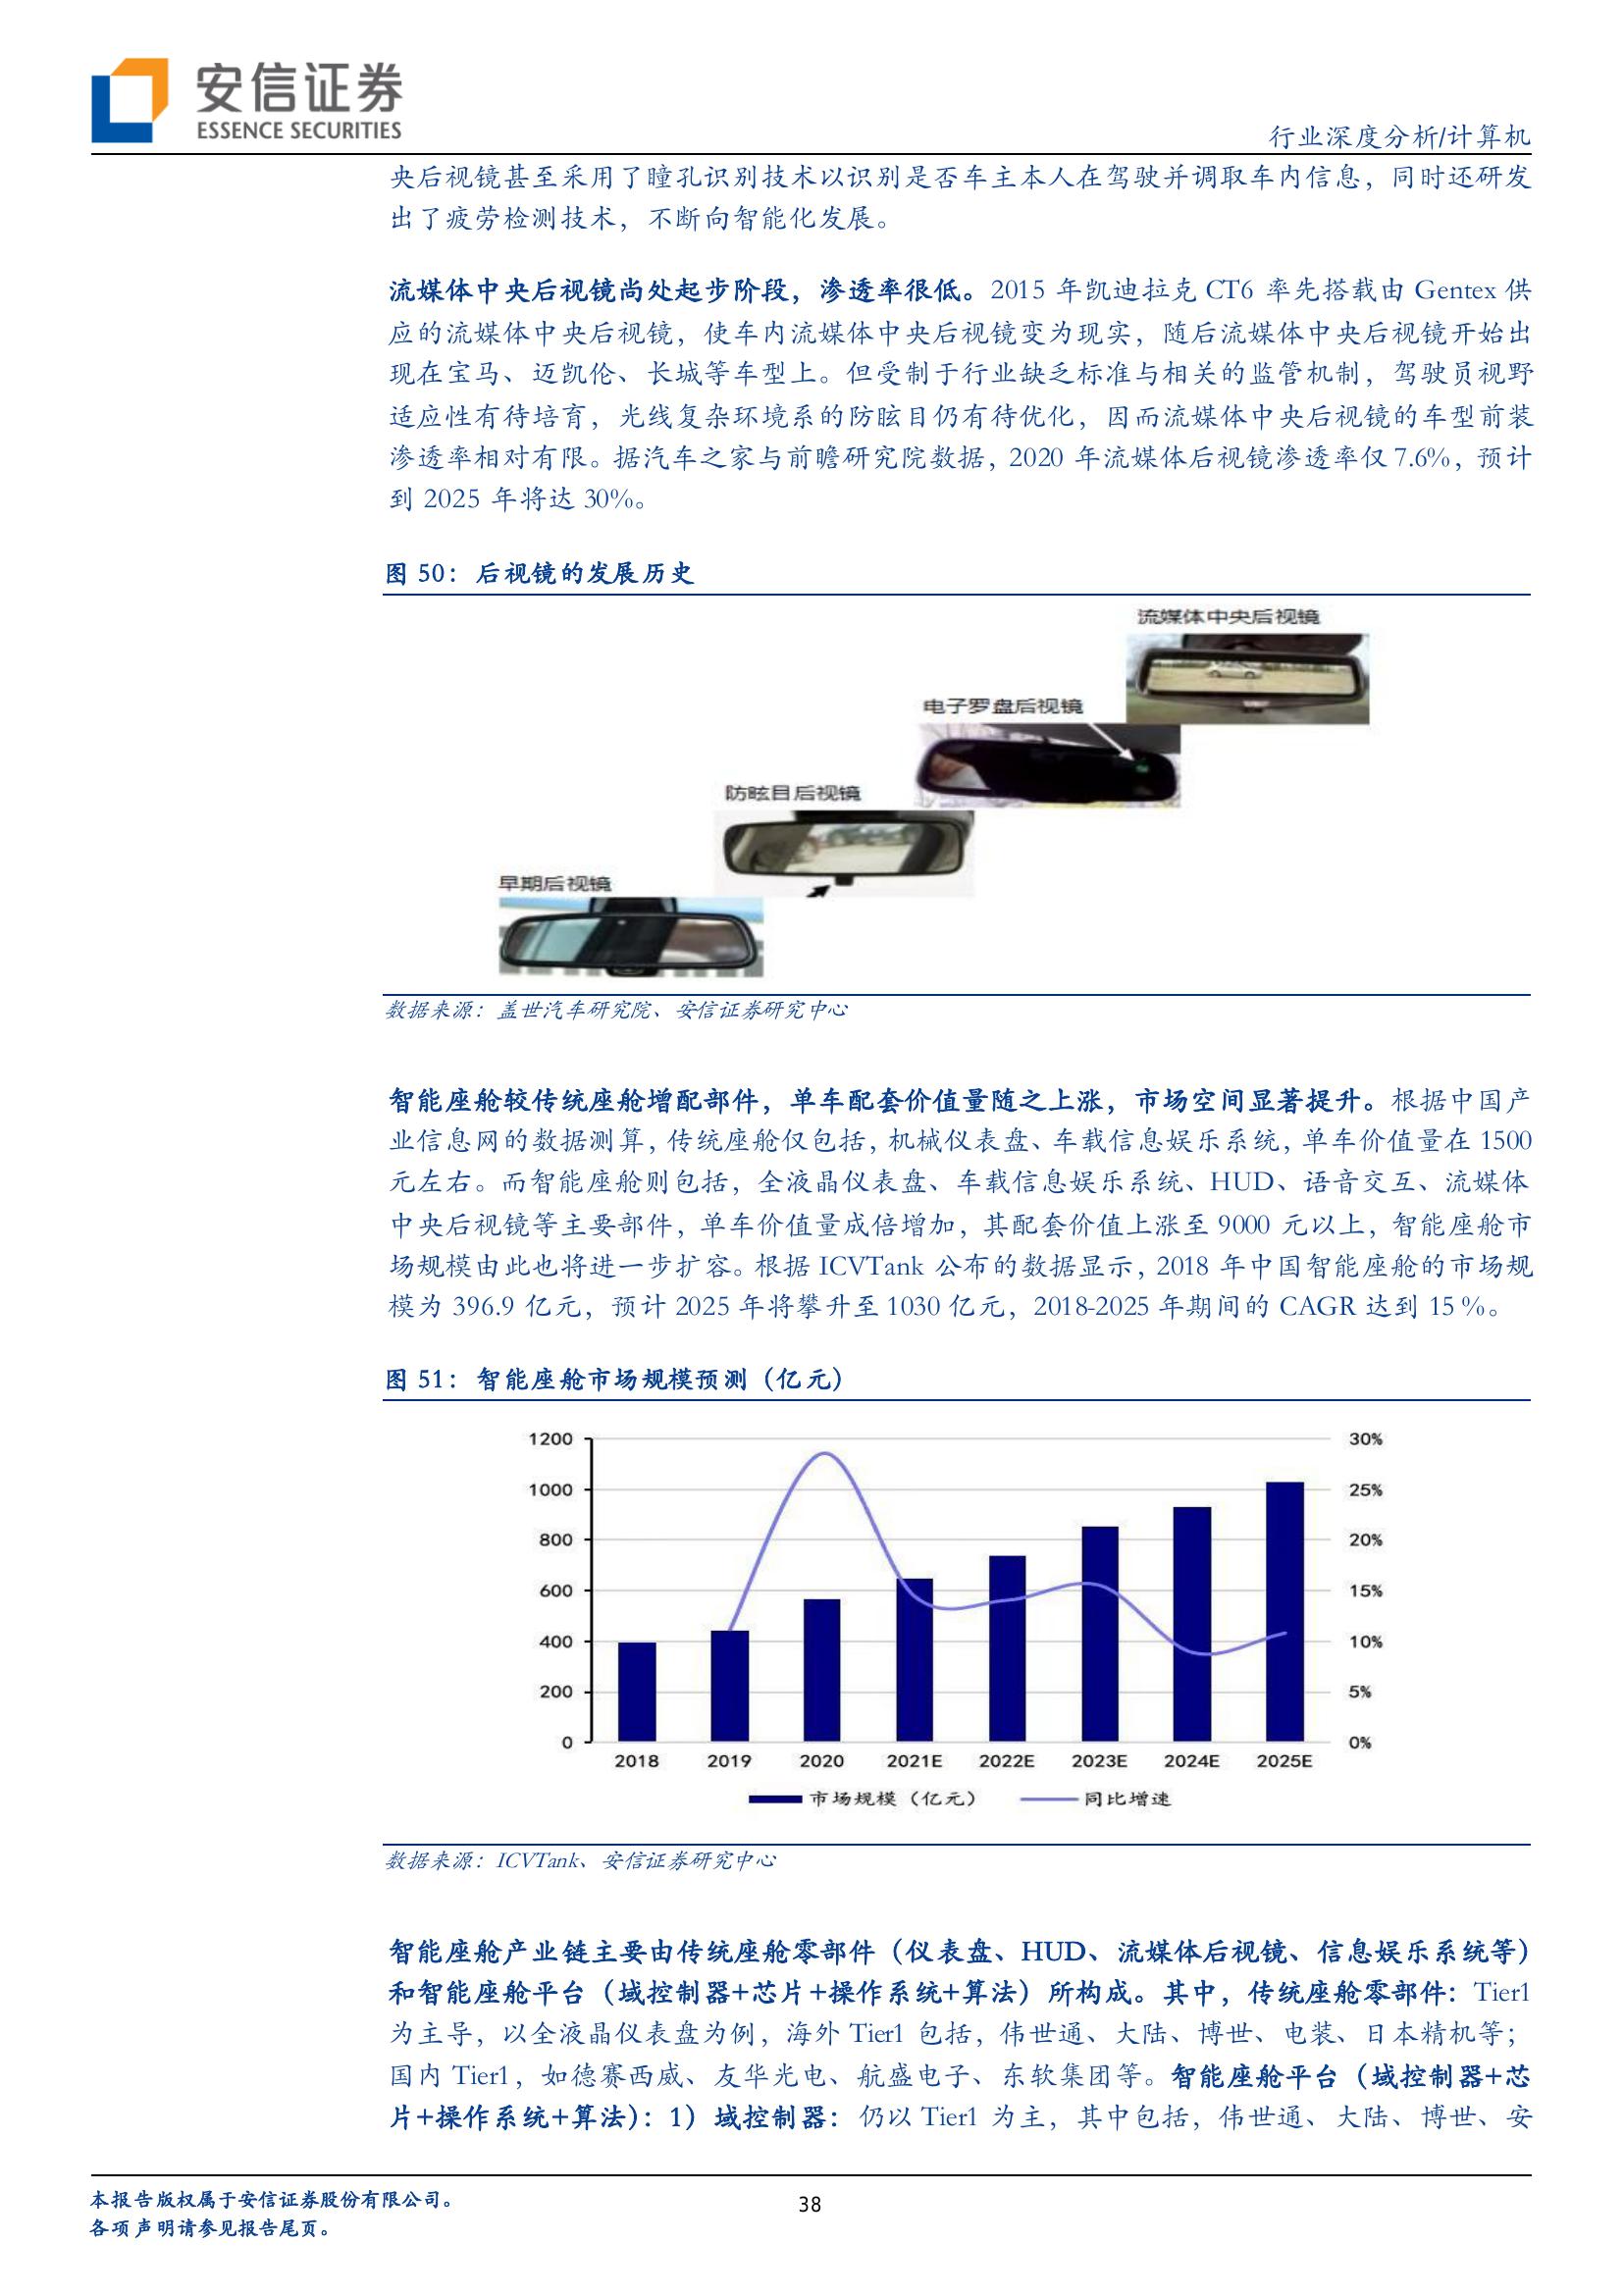 安信证券
ESSENCE SECURITIES
行业深度分析/计算机
央后视镜甚至采用了瞳孔识别技术以识别是否车主本人在驾驶并调取车内信息，同时还研发
出了疲劳检测技术，不断向智能化发展。
流媒体中央后视镜尚处起步阶段，渗透率很低。2015 年凯迪拉克 CT6 率先搭载由 Gentex 供
应的流媒体中央后视镜，使车内流媒体中央后视镜变为现实，随后流媒体中央后视镜开始出
现在宝马、迈凯伦、长城等车型上。但受制于行业缺乏标准与相关的监管机制，驾驶员视野
适应性有待培育，光线复杂环境系的防眩目仍有待优化，因而流媒体中央后视镜的车型前装
渗透率相对有限。据汽车之家与前瞻研究院数据，2020 年流媒体后视镜渗透率仅 7.6%，预计
到 2025 年将达 30%。
图 50：后视镜的发展历史
流媒体中央后视镜
电子罗盘后视镜
防眩目后视镜
早期后视镜
数据来源：盖世汽车研究院、安信证券研究中心
智能座舱较传统座舱增配部件，单车配套价值量随之上涨，市场空间显著提升。根据中国产
业信息网的数据测算，传统座舱仅包括，机械仪表盘、车载信息娱乐系统，单车价值量在 1500
元左右。而智能座舱则包括，全液晶仪表盘、车载信息娱乐系统、HUD、语音交互、流媒体
中央后视镜等主要部件，单车价值量成倍增加，其配套价值上涨至 9000 元以上，智能座舱市
场规模由此也将进一步扩容。根据 ICVTank 公布的数据显示，2018 年中国智能座舱的市场规
模为 396.9 亿元，预计 2025 年将攀升至 1030 亿元，2018-2025 年期间的 CAGR 达到 15％。
图 51：智能座舱市场规模预测（亿元）
1200 30%
1000 25%
800 20%
600 15%
400 10%
200 5%
0 0%
2018 2019 2020 2021E 2022E 2023E 2024E 2025E
市场规模（亿元） 同比增速
数据来源：ICVTank、安信证券研究中心
智能座舱产业链主要由传统座舱零部件（仪表盘、HUD、流媒体后视镜、信息娱乐系统等）
和智能座舱平台（域控制器+芯片+操作系统+算法）所构成。其中，传统座舱零部件：Tier1
为主导，以全液晶仪表盘为例，海外 Tier1 包括，伟世通、大陆、博世、电装、日本精机等；
国内 Tier1，如德赛西威、友华光电、航盛电子、东软集团等。智能座舱平台（域控制器+芯
片+操作系统+算法）：1）域控制器：仍以 Tier1 为主，其中包括，伟世通、大陆、博世、安
本报告版权属于安信证券股份有限公司。
38
各项声明请参见报告尾页。